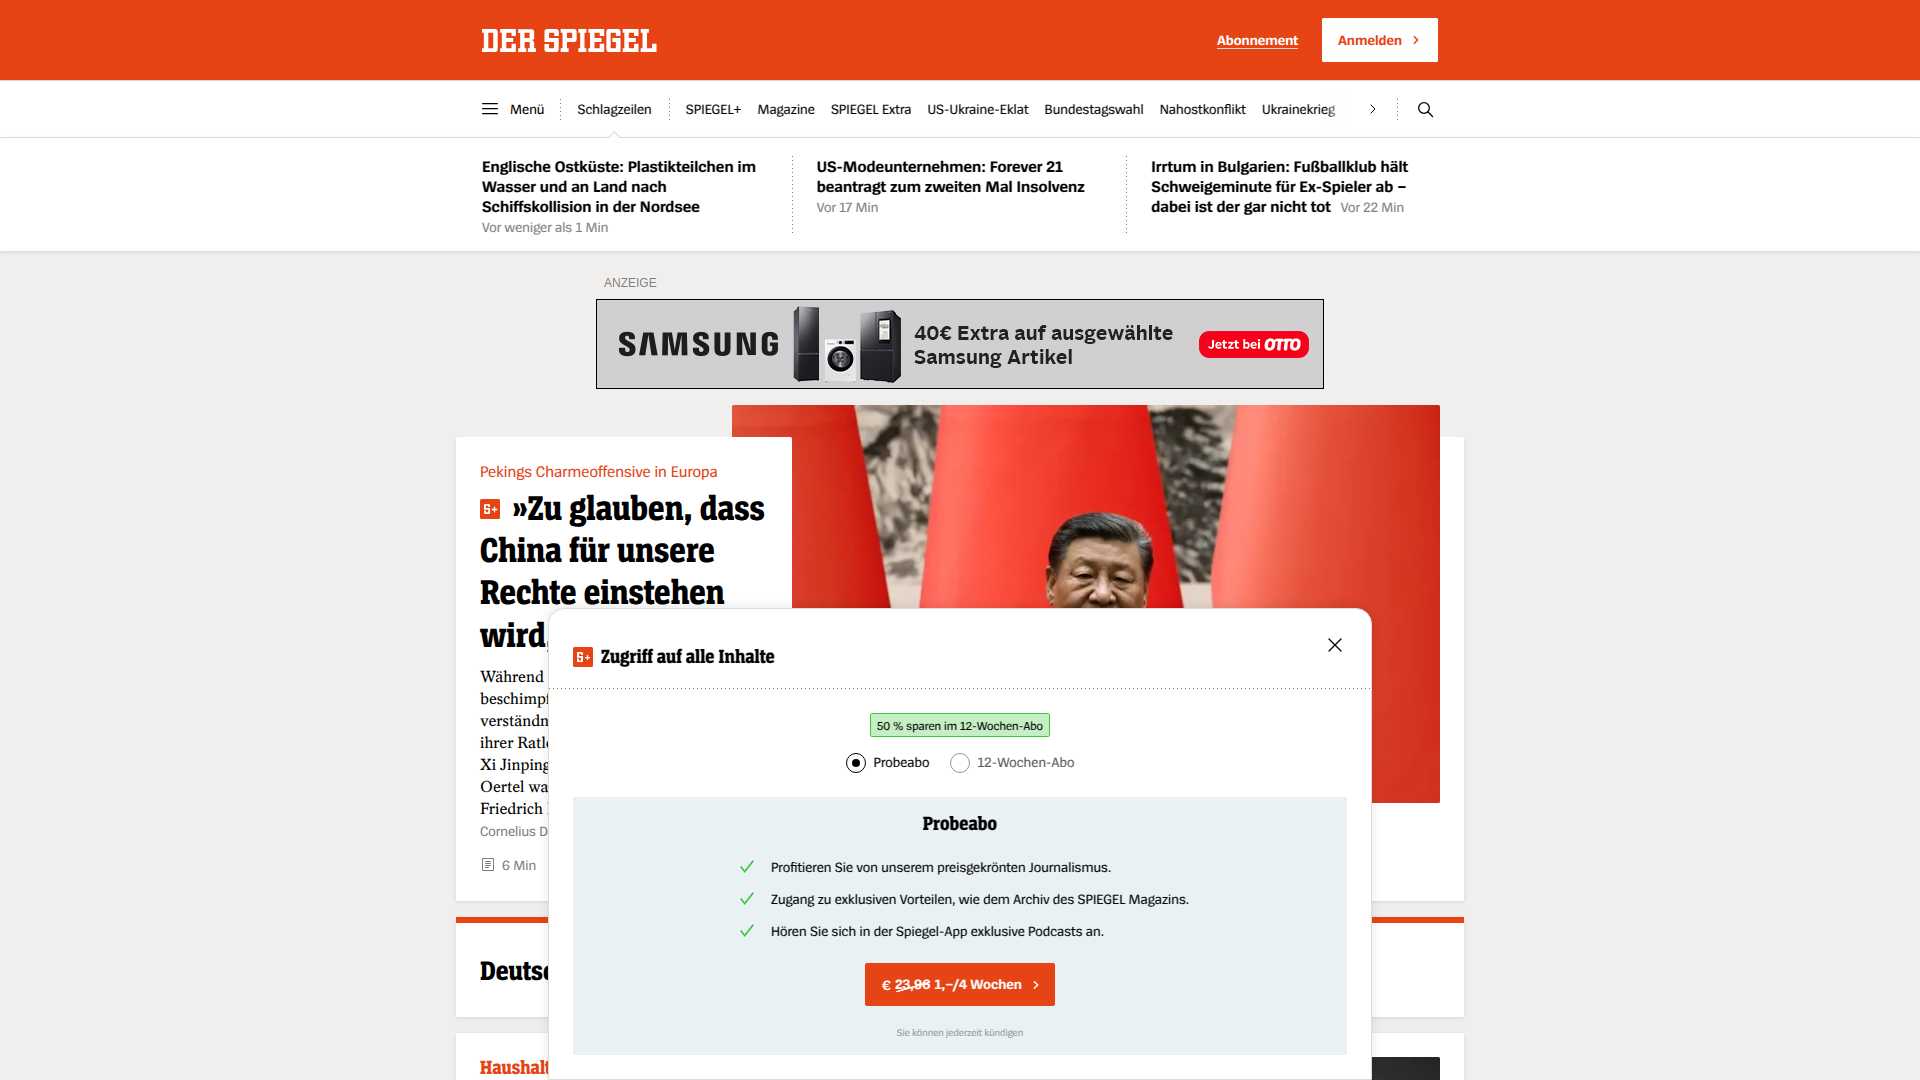 DER SPIEGEL
Abonnement
Anmelden
Menü
Schlagzeilen
SPIEGEL+
Magazine
SPIEGEL Extra
US-Ukraine-Eklat
Bundestagswahl
Nahostkonflikt
Ukrainekrieg
Englische Ostküste: Plastikteilchen im
Wasser und an Land nach
Schiffskollision in der Nordsee
Vor weniger als 1 Min
US-Modeunternehmen: Forever 21
beantragt zum zweiten Mal Insolvenz
Vor 17 Min
Irrtum in Bulgarien: Fußballklub hält
Schweigeminute für Ex-Spieler ab –
dabei ist der gar nicht tot Vor 22 Min
ANZEIGE
SAMSUNG
40€ Extra auf ausgewählte
Samsung Artikel
Jetzt bei OTTO
Pekings Charmeoffensive in Europa
»Zu glauben, dass
China für unsere
Rechte einstehen
wird,
Während
beschimpf
verständn
ihrer Ratl
Xi Jinping
Oertel wa
Friedrich
Cornelius D
6 Min
Deutsc
Haushalt
Zugriff auf alle Inhalte
50 % sparen im 12-Wochen-Abo
Probeabo
12-Wochen-Abo
Probeabo
Profitieren Sie von unserem preisgekrönten Journalismus.
Zugang zu exklusiven Vorteilen, wie dem Archiv des SPIEGEL Magazins.
Hören Sie sich in der Spiegel-App exklusive Podcasts an.
€ 23,96 1,–/4 Wochen
Sie können jederzeit kündigen